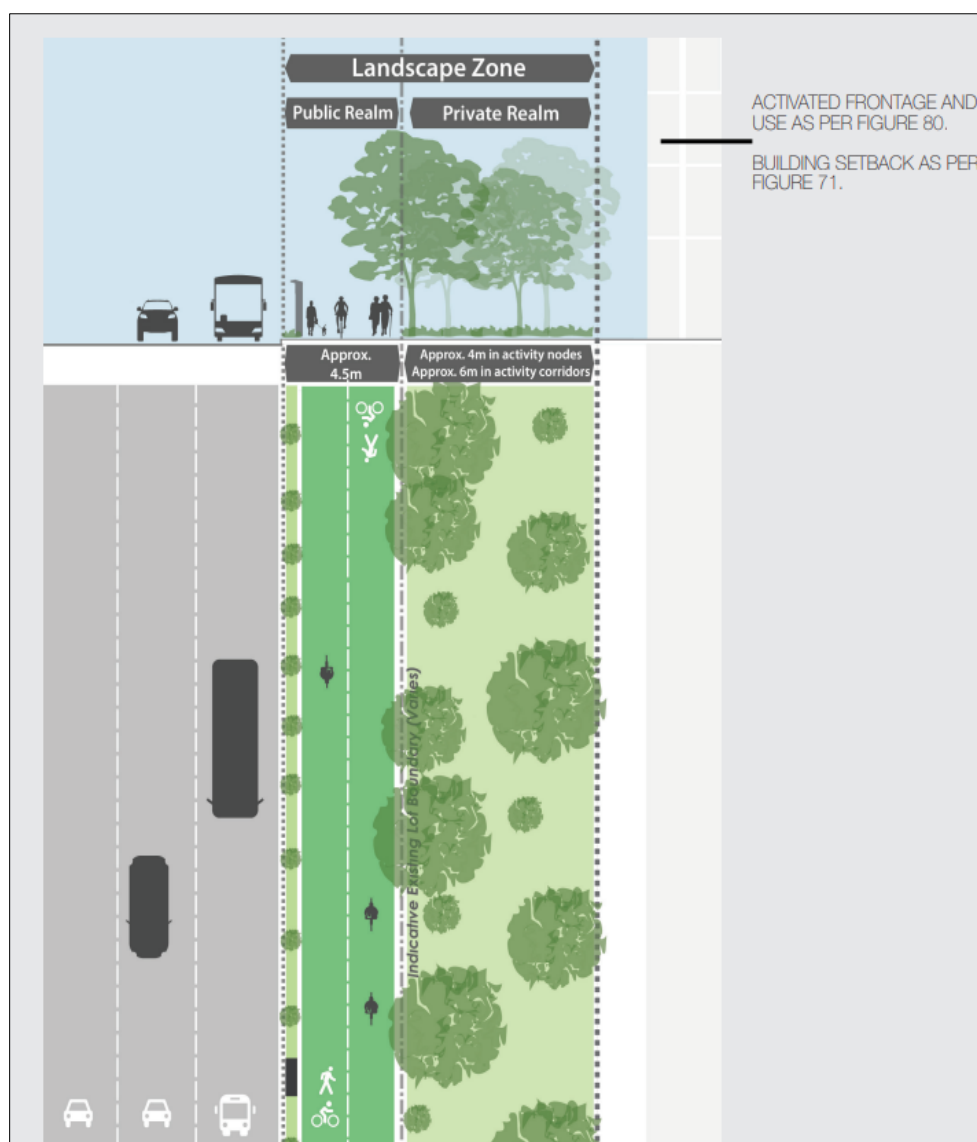 Landscape Zone
Public Realm
Private Realm
ACTIVATED FRONTAGE AND
USE AS PER FIGURE 80.
BUILDING SETBACK AS PER
FIGURE 71.
Approx.
4.5m
Approx. 4m in activity nodes
Approx. 6m in activity corridors
Indicative Existing Lot Boundary (Varies)